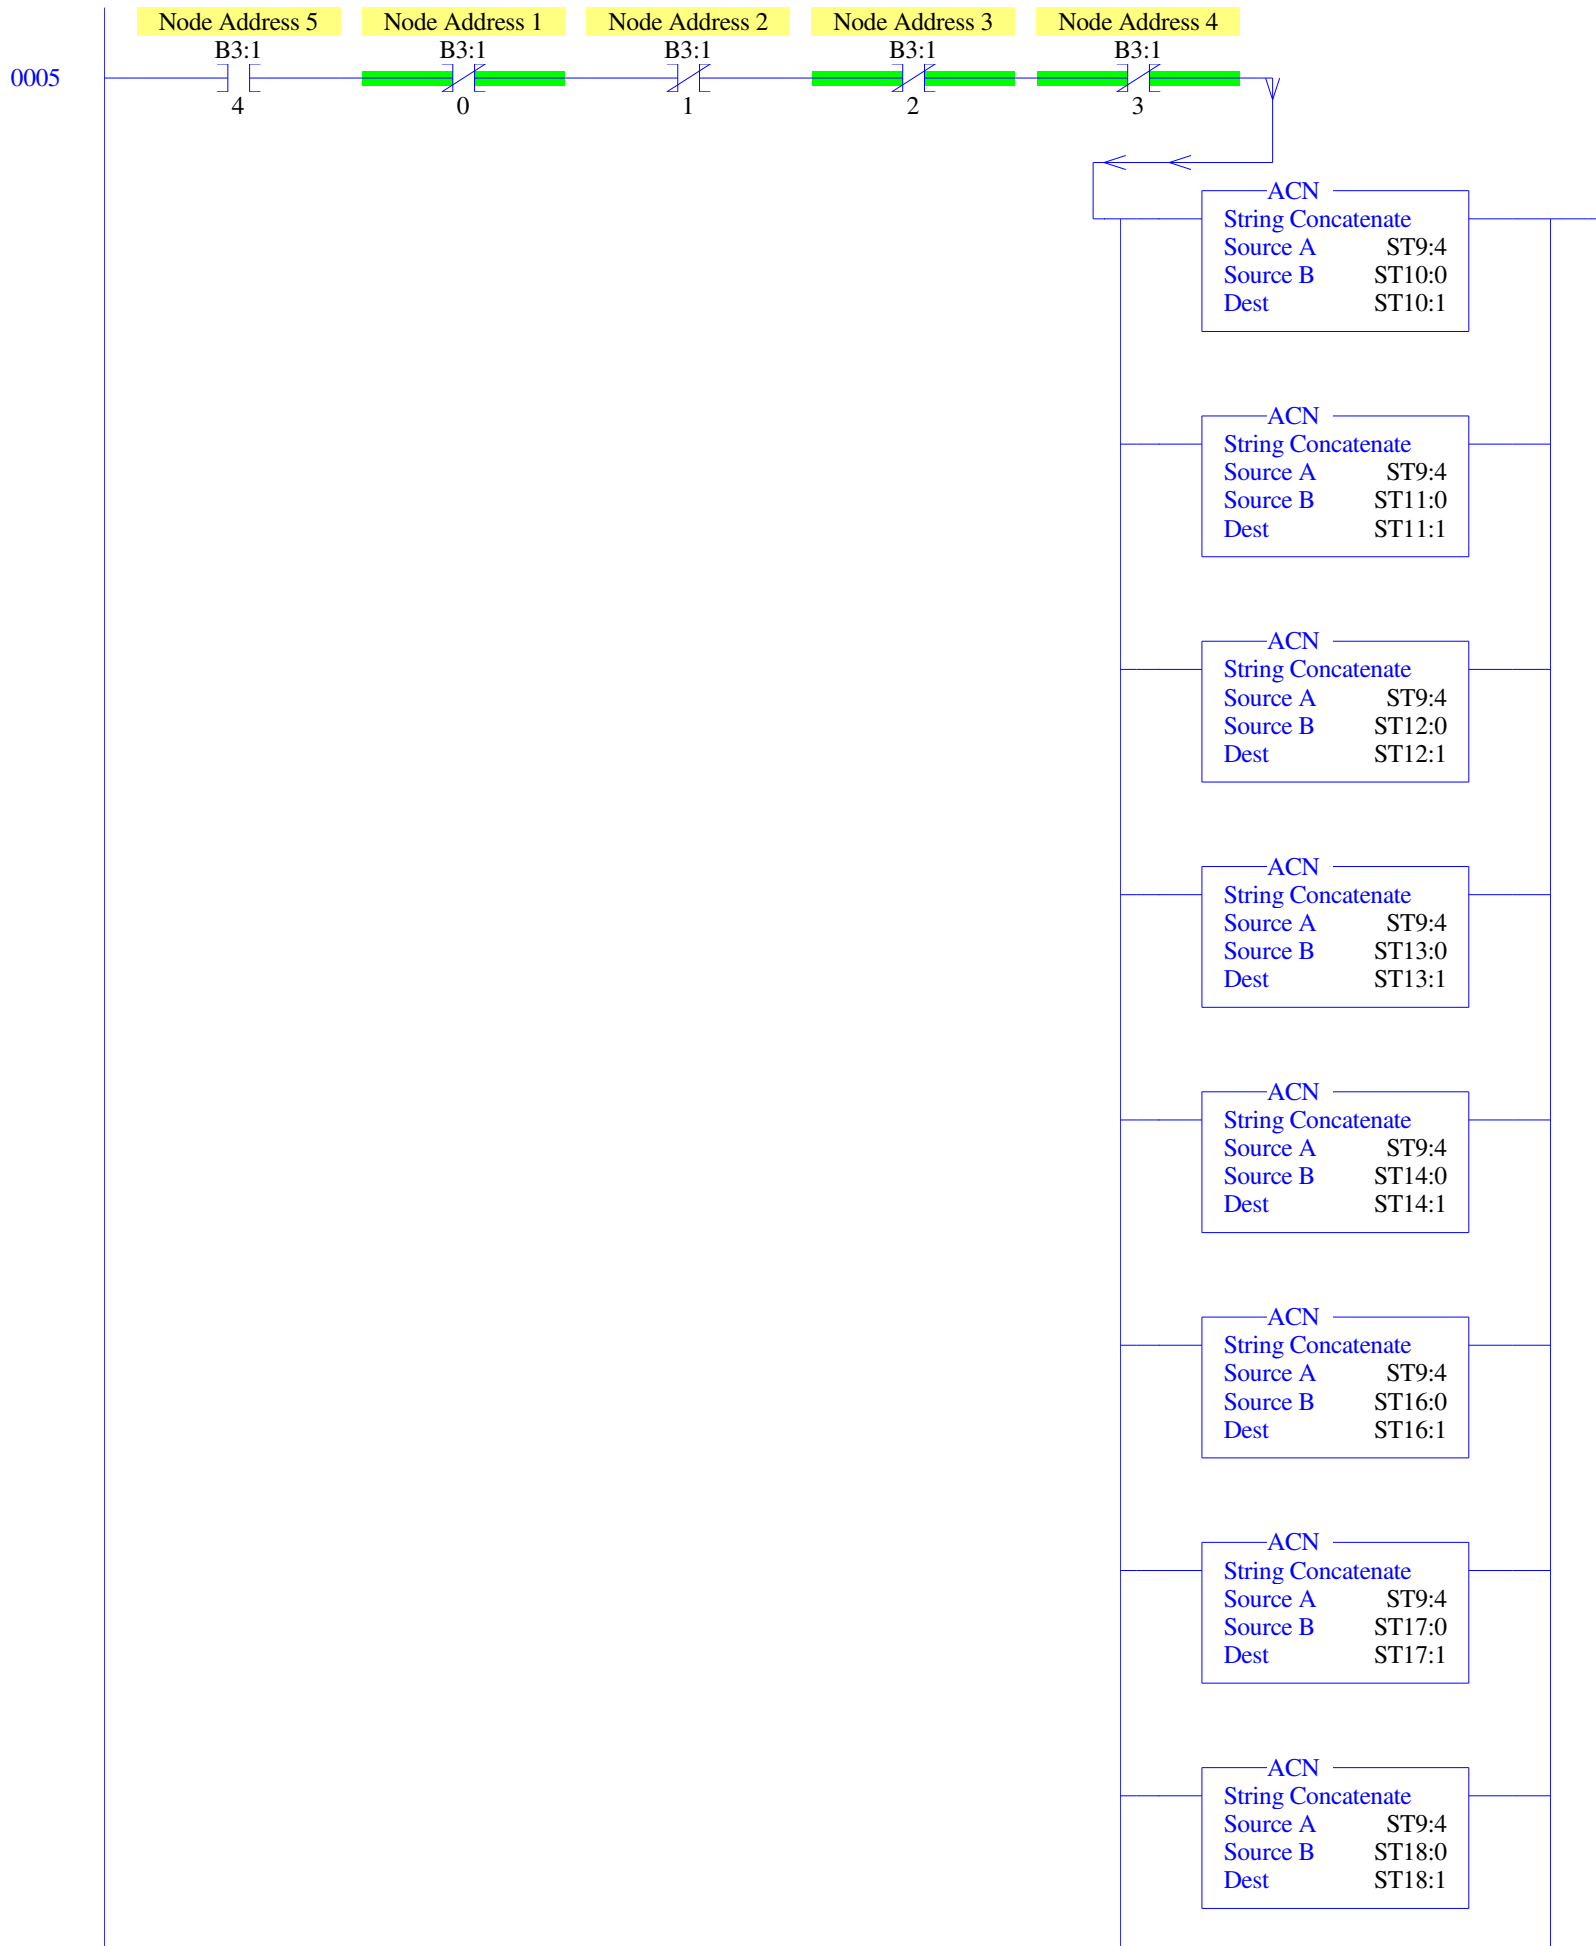 Node Address 5 Node Address 1 Node Address 2 Node Address 3 Node Address 4
B3:1 B3:1 B3:1 B3:1 B3:1
0005
4 0 1 2 3
ACN
String Concatenate
Source A ST9:4
Source B ST10:0
Dest ST10:1
ACN
String Concatenate
Source A ST9:4
Source B ST11:0
Dest ST11:1
ACN
String Concatenate
Source A ST9:4
Source B ST12:0
Dest ST12:1
ACN
String Concatenate
Source A ST9:4
Source B ST13:0
Dest ST13:1
ACN
String Concatenate
Source A ST9:4
Source B ST14:0
Dest ST14:1
ACN
String Concatenate
Source A ST9:4
Source B ST16:0
Dest ST16:1
ACN
String Concatenate
Source A ST9:4
Source B ST17:0
Dest ST17:1
ACN
String Concatenate
Source A ST9:4
Source B ST18:0
Dest ST18:1